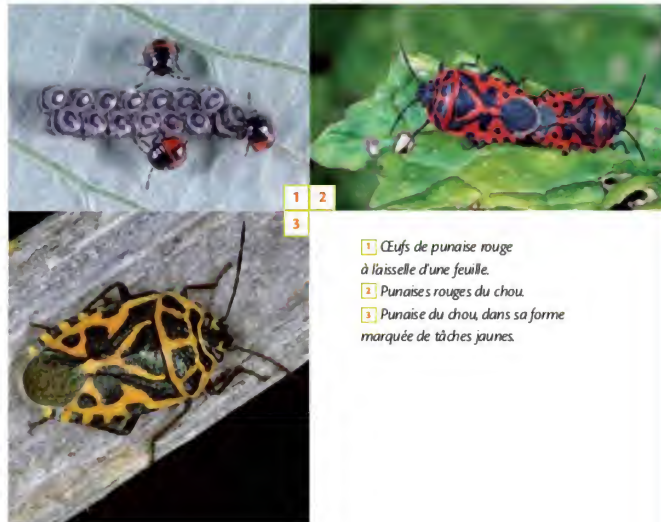 1 2
3
1 Œufs de punaise rouge
à l'aisselle d'une feuille.
2 Punaises rouges du chou.
3 Punaise du chou, dans sa forme
marquée de tâches jaunes.